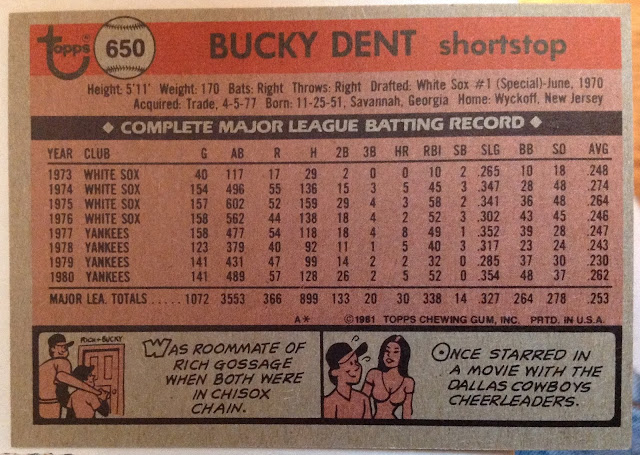 topps 650 BUCKY DENT shortstop
Height: 5'11' Weight: 170 Bats: Right Throws: Right Drafted: White Sox #1 (Special)-June, 1970
Acquired: Trade, 4-5-77 Born: 11-25-51, Savannah, Georgia Home: Wyckoff, New Jersey
◆ COMPLETE MAJOR LEAGUE BATTING RECORD ◆
YEAR CLUB G AB R H 2B 3B HR RBI SB SLG BB SO AVG
1973 WHITE SOX 40 117 17 29 2 0 0 10 2 .265 10 18 .248
1974 WHITE SOX 154 496 55 136 15 3 5 45 3 .347 28 48 .274
1975 WHITE SOX 157 602 52 159 29 4 3 58 2 .341 36 48 .264
1976 WHITE SOX 158 562 44 138 18 4 2 52 3 .302 43 45 .246
1977 YANKEES 158 477 54 118 18 4 8 49 1 .352 39 28 .247
1978 YANKEES 123 379 40 92 11 1 5 40 3 .317 23 24 .243
1979 YANKEES 141 431 47 99 14 2 2 32 0 .285 37 30 .230
1980 YANKEES 141 489 57 128 26 2 5 52 0 .354 48 37 .262
MAJOR LEA. TOTALS ..... 1072 3553 366 899 133 20 30 338 14 .327 264 278 .253
A* ©1981 TOPPS CHEWING GUM, INC. PRTD. IN U.S.A.
RICH-BUCKY
WAS ROOMMATE OF
RICH GOSSAGE
WHEN BOTH WERE
IN CHISOX
CHAIN.
ONCE STARRED IN
A MOVIE WITH THE
DALLAS COWBOYS
CHEERLEADERS.